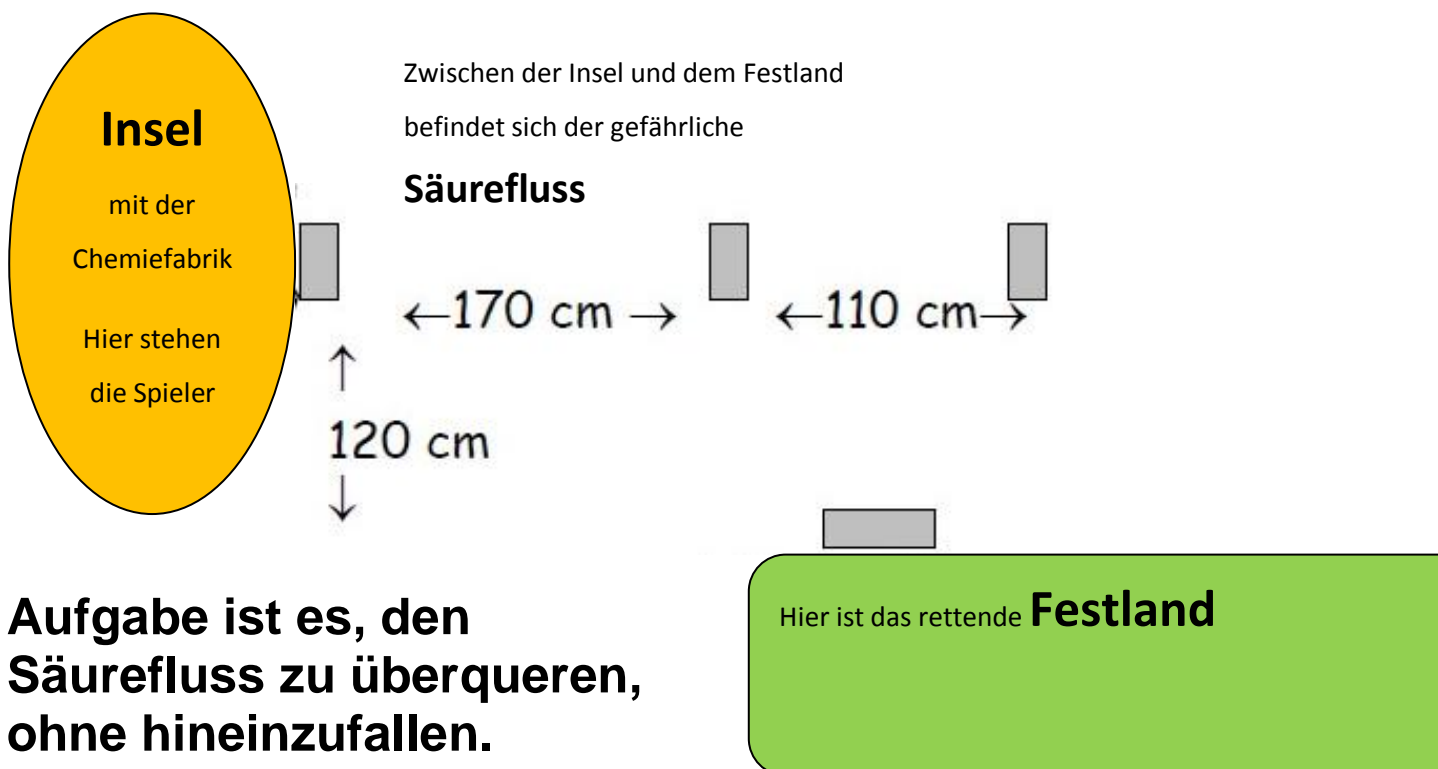 Insel
mit der
Chemiefabrik
Hier stehen
die Spieler
Zwischen der Insel und dem Festland
befindet sich der gefährliche
Säurefluss
←170 cm →
←110 cm→
↑
120 cm
↓
Aufgabe ist es, den
Säurefluss zu überqueren,
ohne hineinzufallen.
Hier ist das rettende Festland